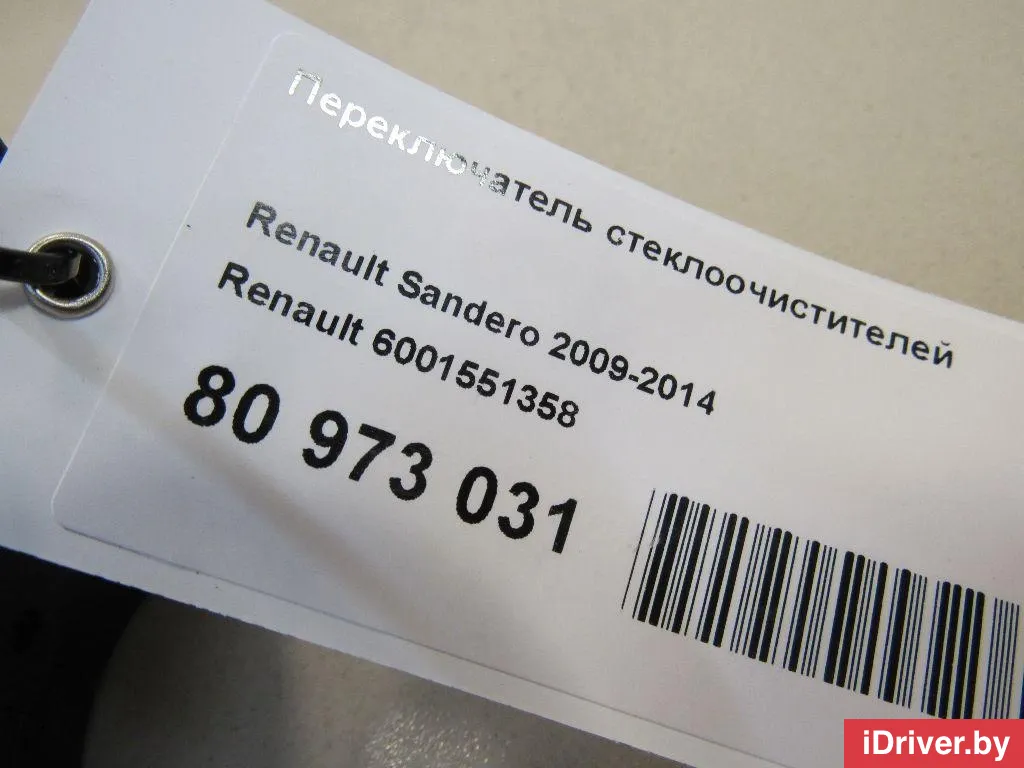 Переключатель стеклоочистителей
Renault Sandero 2009-2014
Renault 6001551358
80 973 031
iDriver.by